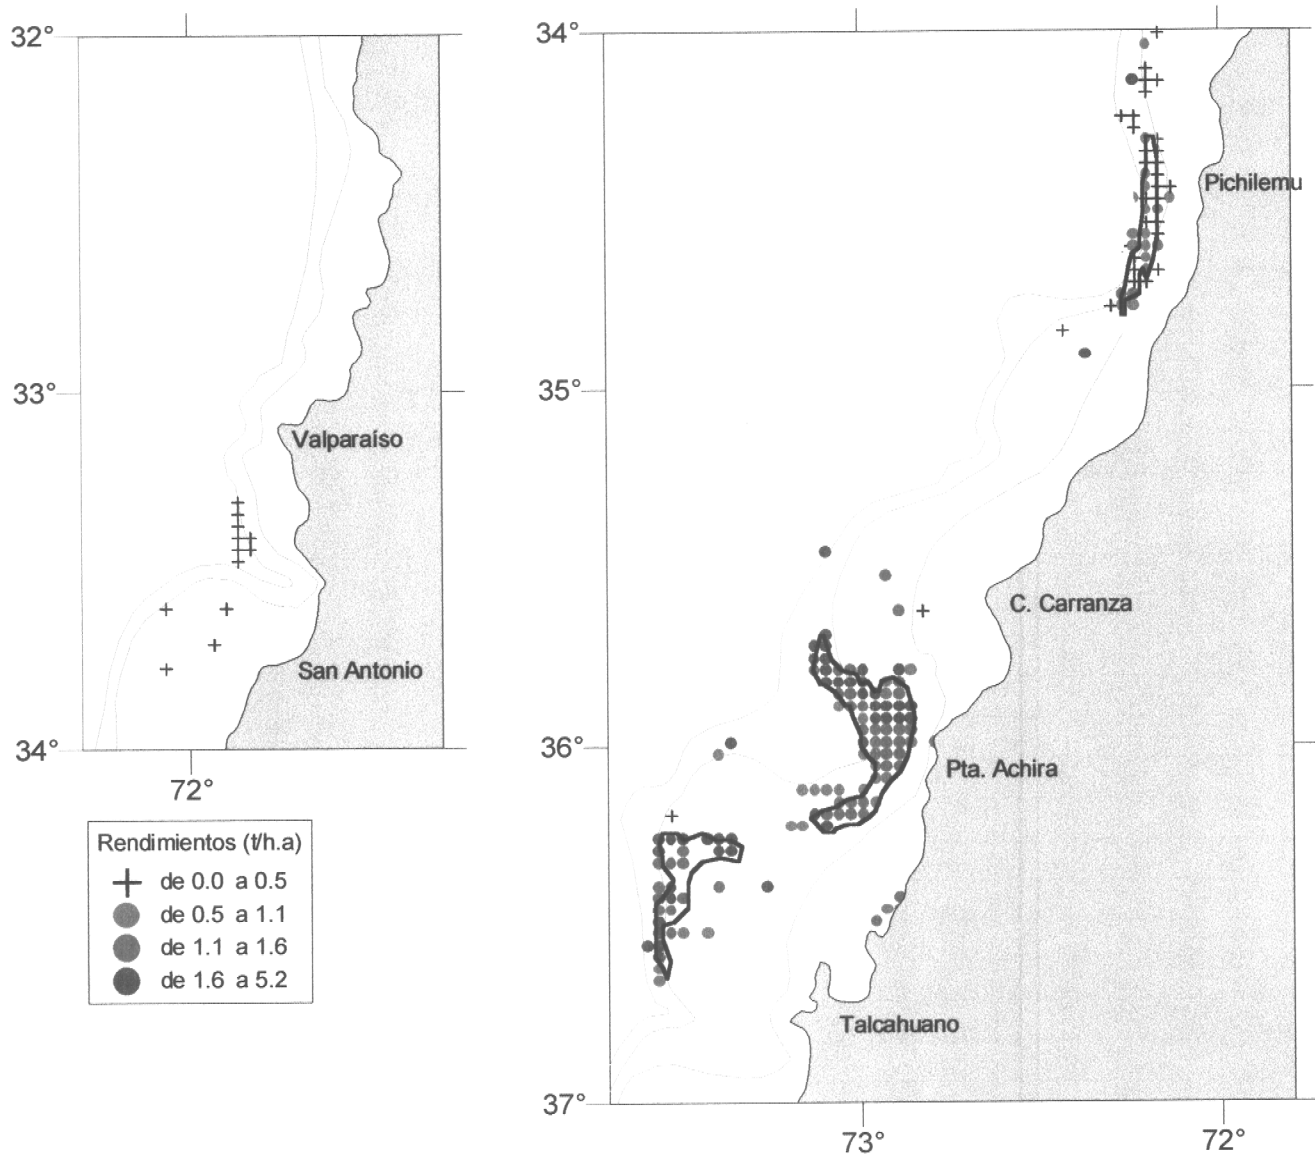 32°
33°
Valparaíso
San Antonio
34°
72°
Rendimientos (t/h.a)
de 0.0 a 0.5
de 0.5 a 1.1
de 1.1 a 1.6
de 1.6 a 5.2
34°
Pichilemu
35°
C. Carranza
36°
Pta. Achira
Talcahuano
37°
73°
72°